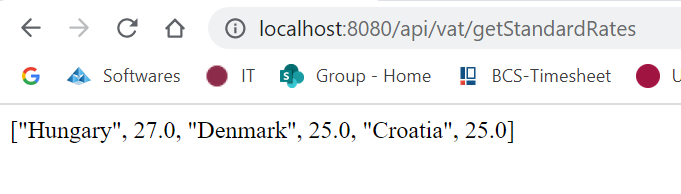 localhost:8080/api/vat/getStandardRates
G Softwares IT S Group - Home BCS-Timesheet U
["Hungary", 27.0, "Denmark", 25.0, "Croatia", 25.0]